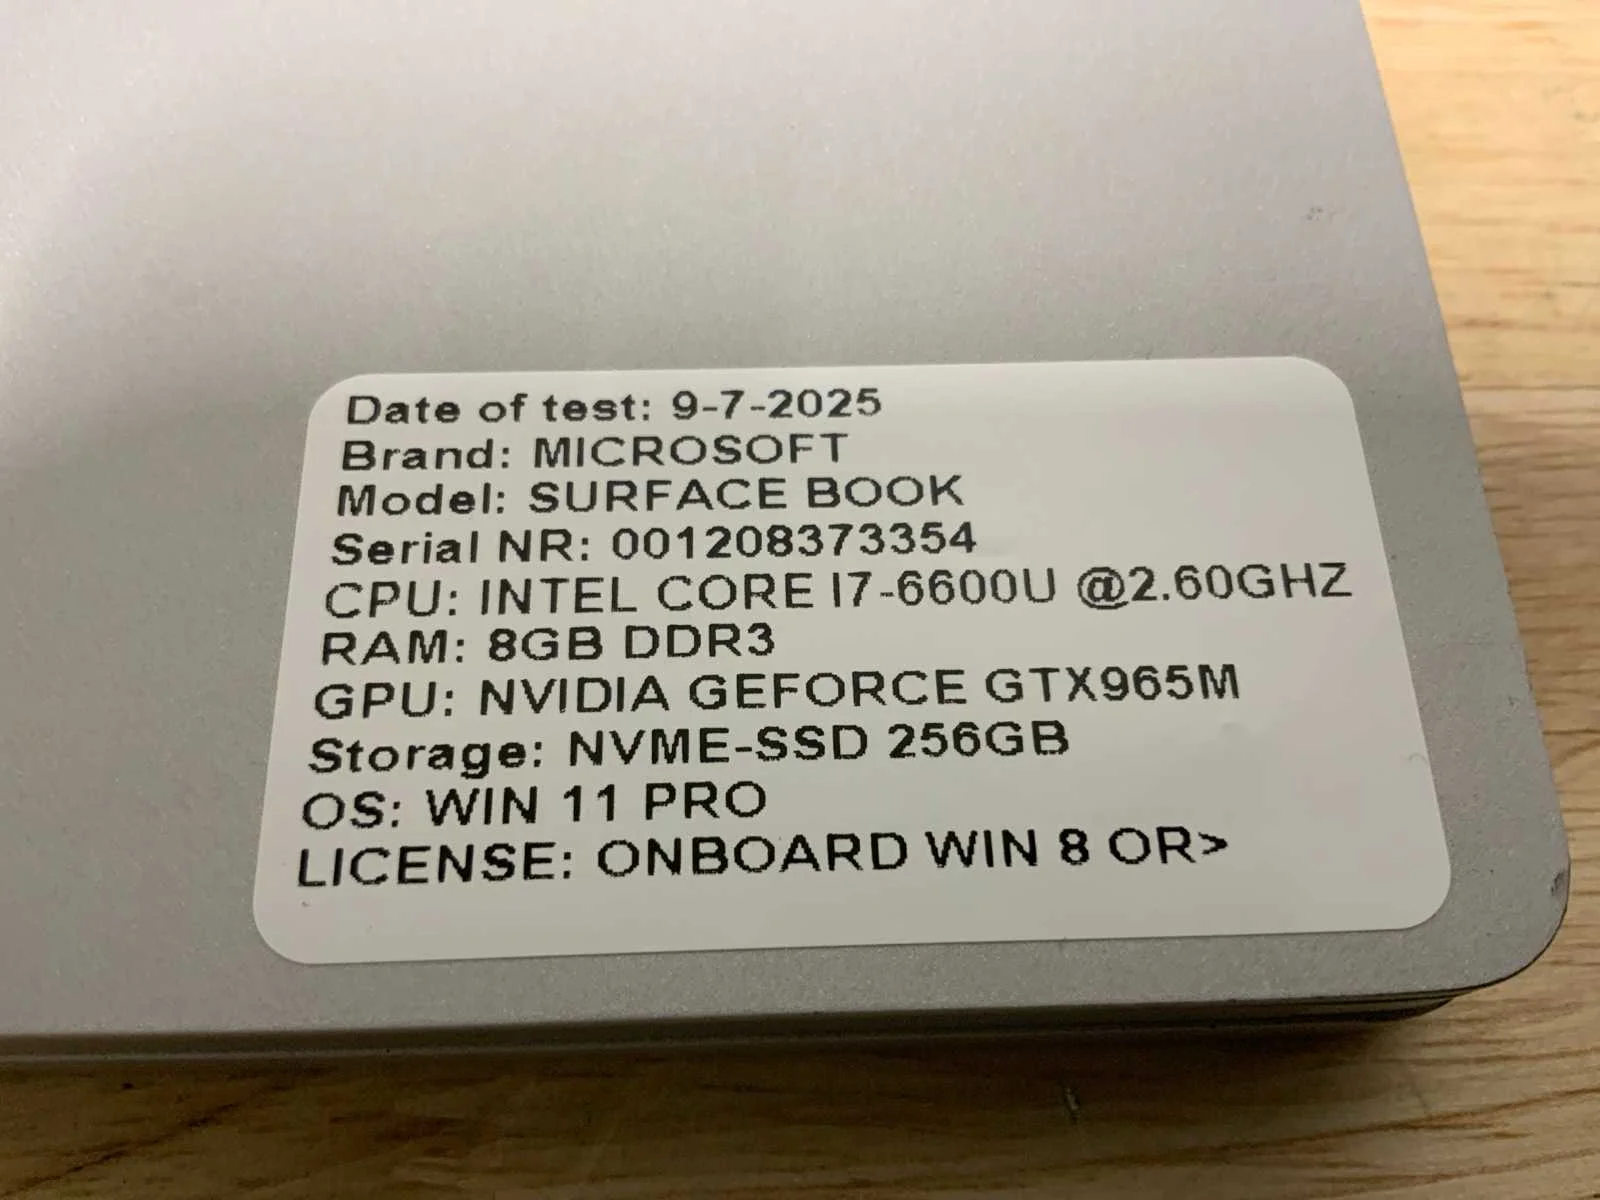 Date of test: 9-7-2025
Brand: MICROSOFT
Model: SURFACE BOOK
Serial NR: 001208373354
CPU: INTEL CORE I7-6600U @2.60GHZ
RAM: 8GB DDR3
GPU: NVIDIA GEFORCE GTX965M
Storage: NVME-SSD 256GB
OS: WIN 11 PRO
LICENSE: ONBOARD WIN 8 OR>